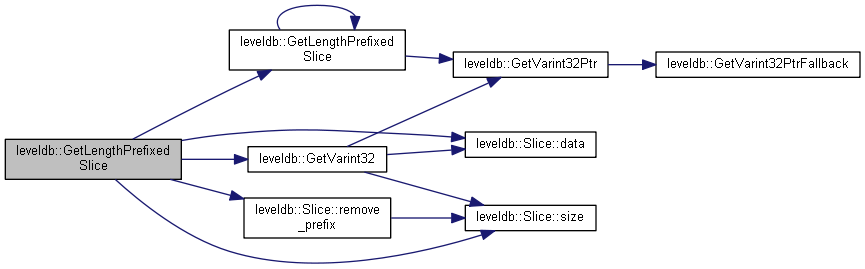 leveldb::GetLengthPrefixed
Slice
leveldb::GetLengthPrefixed
Slice
leveldb::GetVarint32Ptr
leveldb::GetVarint32PtrFallback
leveldb::Slice::data
leveldb::GetVarint32
leveldb::Slice::remove
_prefix
leveldb::Slice::size